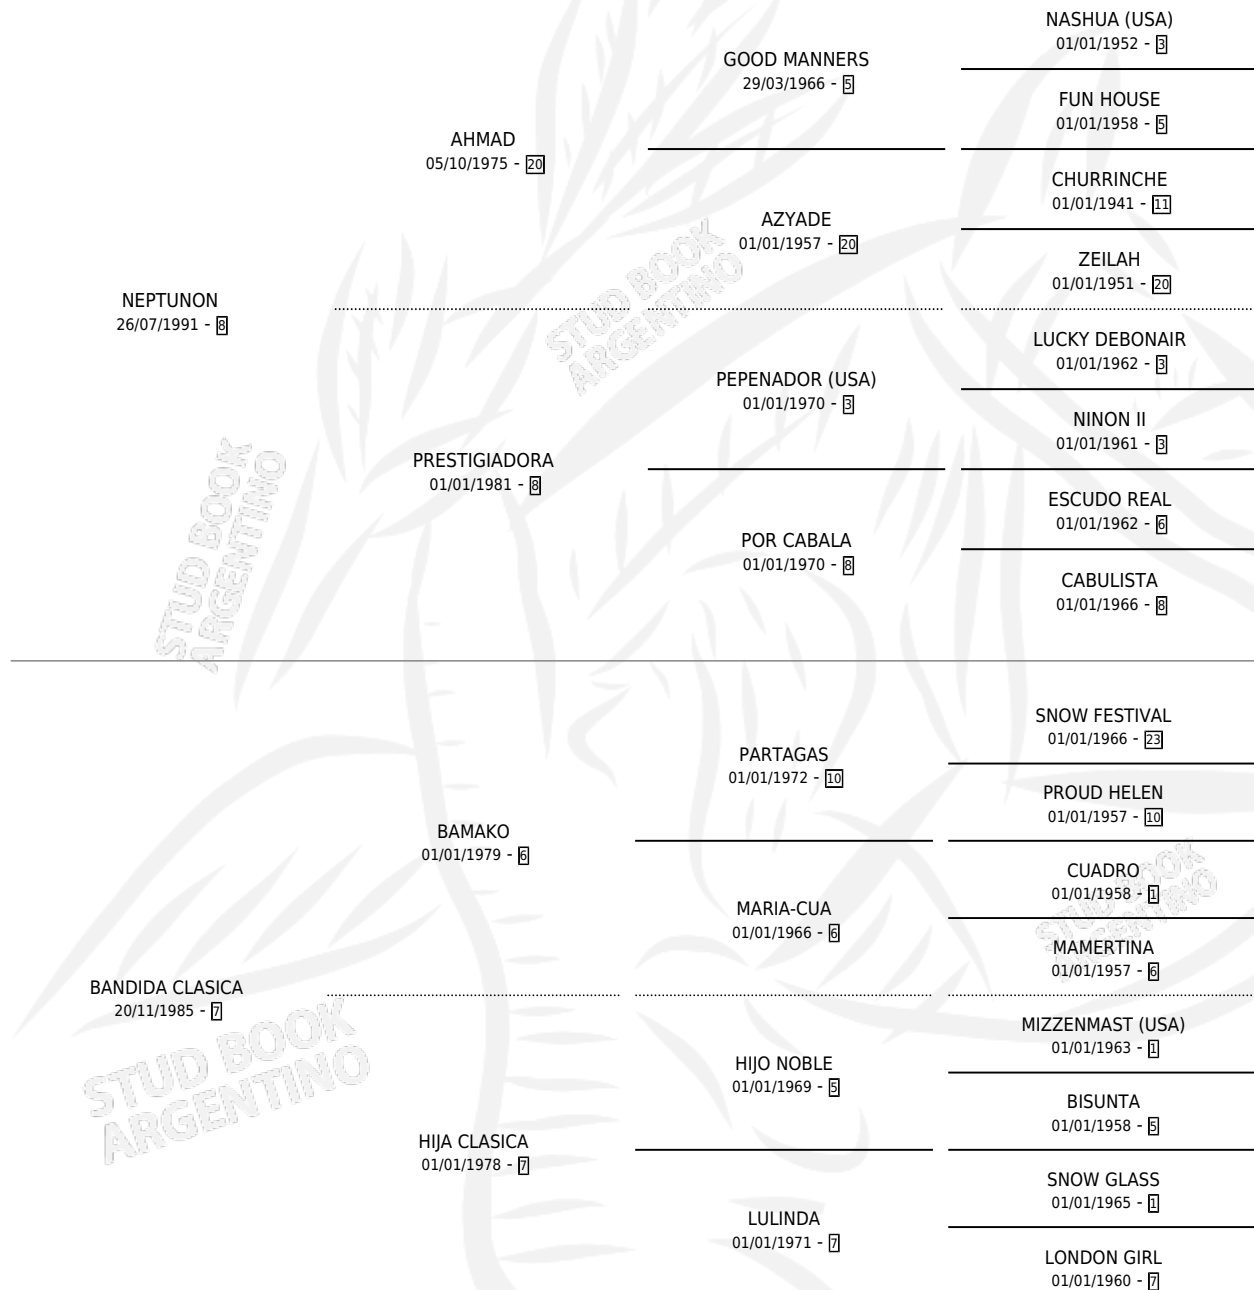 NASHUA (USA)
01/01/1952 - 3
GOOD MANNERS
29/03/1966 - 5
FUN HOUSE
01/01/1958 - 5
AHMAD
05/10/1975 - 20
CHURRINCHE
01/01/1941 - 11
AZYADE
01/01/1957 - 20
ZEILAH
01/01/1951 - 20
NEPTUNON
26/07/1991 - 8
LUCKY DEBONAIR
01/01/1962 - 3
PEPENADOR (USA)
01/01/1970 - 3
NINON II
01/01/1961 - 3
PRESTIGIADORA
01/01/1981 - 8
ESCUDO REAL
01/01/1962 - 6
POR CABALA
01/01/1970 - 8
CABULISTA
01/01/1966 - 8
STUD BOOK
ARGENTINO
STUD BOOK
ARGENTINO
SNOW FESTIVAL
01/01/1966 - 23
PARTAGAS
01/01/1972 - 10
PROUD HELEN
01/01/1957 - 10
BAMAKO
01/01/1979 - 6
CUADRO
01/01/1958 - 1
MARIA-CUA
01/01/1966 - 6
MAMERTINA
01/01/1957 - 6
STUD BOOK
ARGENTINO
BANDIDA CLASICA
20/11/1985 - 7
MIZZENMAST (USA)
01/01/1963 - 1
HIJO NOBLE
01/01/1969 - 5
BISUNTA
01/01/1958 - 5
STUD BOOK
ARGENTINO
HIJA CLASICA
01/01/1978 - 7
SNOW GLASS
01/01/1965 - 1
LULINDA
01/01/1971 - 7
LONDON GIRL
01/01/1960 - 7